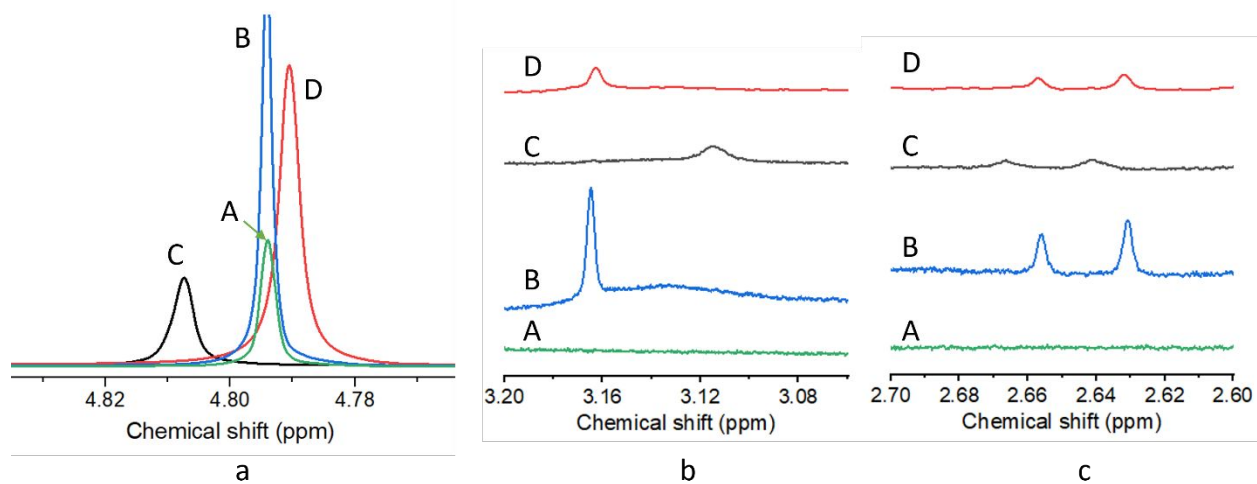 B
D
A
C
4.82 4.80 4.78
Chemical shift (ppm)
a
D
C
B
A
3.20 3.16 3.12 3.08
Chemical shift (ppm)
b
D
C
B
A
2.70 2.68 2.66 2.64 2.62 2.60
Chemical shift (ppm)
c